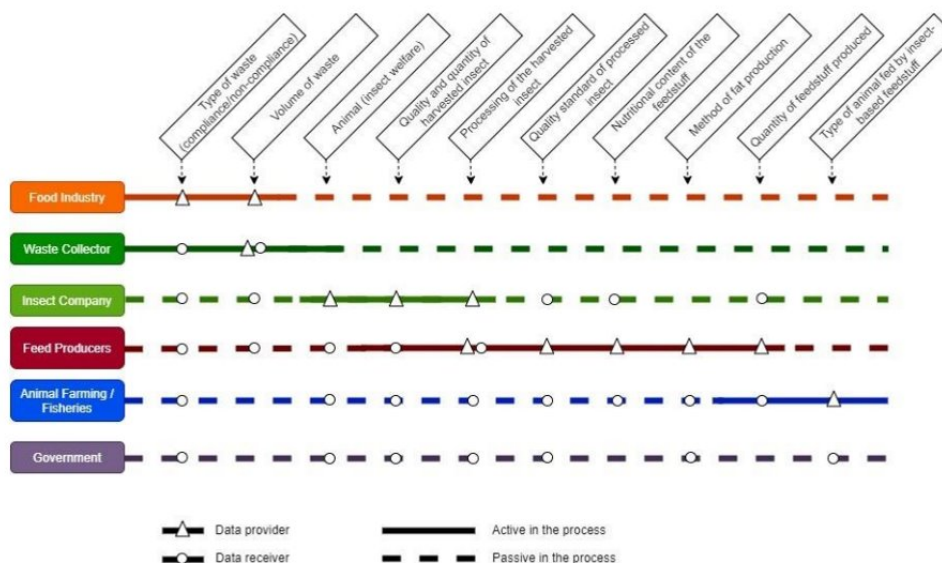 Type of waste
(compliance/non-compliance)
Volume of waste
Animal (insect welfare)
Quality and quantity of
harvested insect
Processing of the harvested
insect
Quality standard of processed
insect
Nutritional content of the
feedstuff
Method of fat production
Quantity of feedstuff produced
Type of animal fed by insect-
based feedstuff
Food Industry
Waste Collector
Insect Company
Feed Producers
Animal Farming /
Fisheries
Government
Data provider
Active in the process
Data receiver
Passive in the process